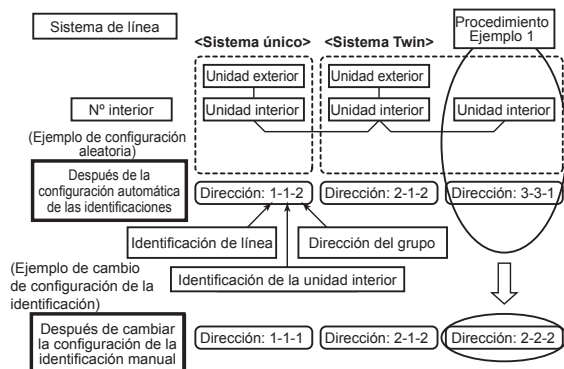 Sistema de línea
Procedimiento
Ejemplo 1
<Sistema único>
<Sistema Twin>
Unidad exterior
Unidad exterior
Nº interior
Unidad interior
Unidad interior
Unidad interior
(Ejemplo de configuración
aleatoria)
Después de la
configuración automática
de las identificaciones
Dirección: 1-1-2
Dirección: 2-1-2
Dirección: 3-3-1
Identificación de línea
Dirección del grupo
Identificación de la unidad interior
(Ejemplo de cambio
de configuración de la
identificación)
Después de cambiar
la configuración de la
identificación manual
Dirección: 1-1-1
Dirección: 2-1-2
Dirección: 2-2-2